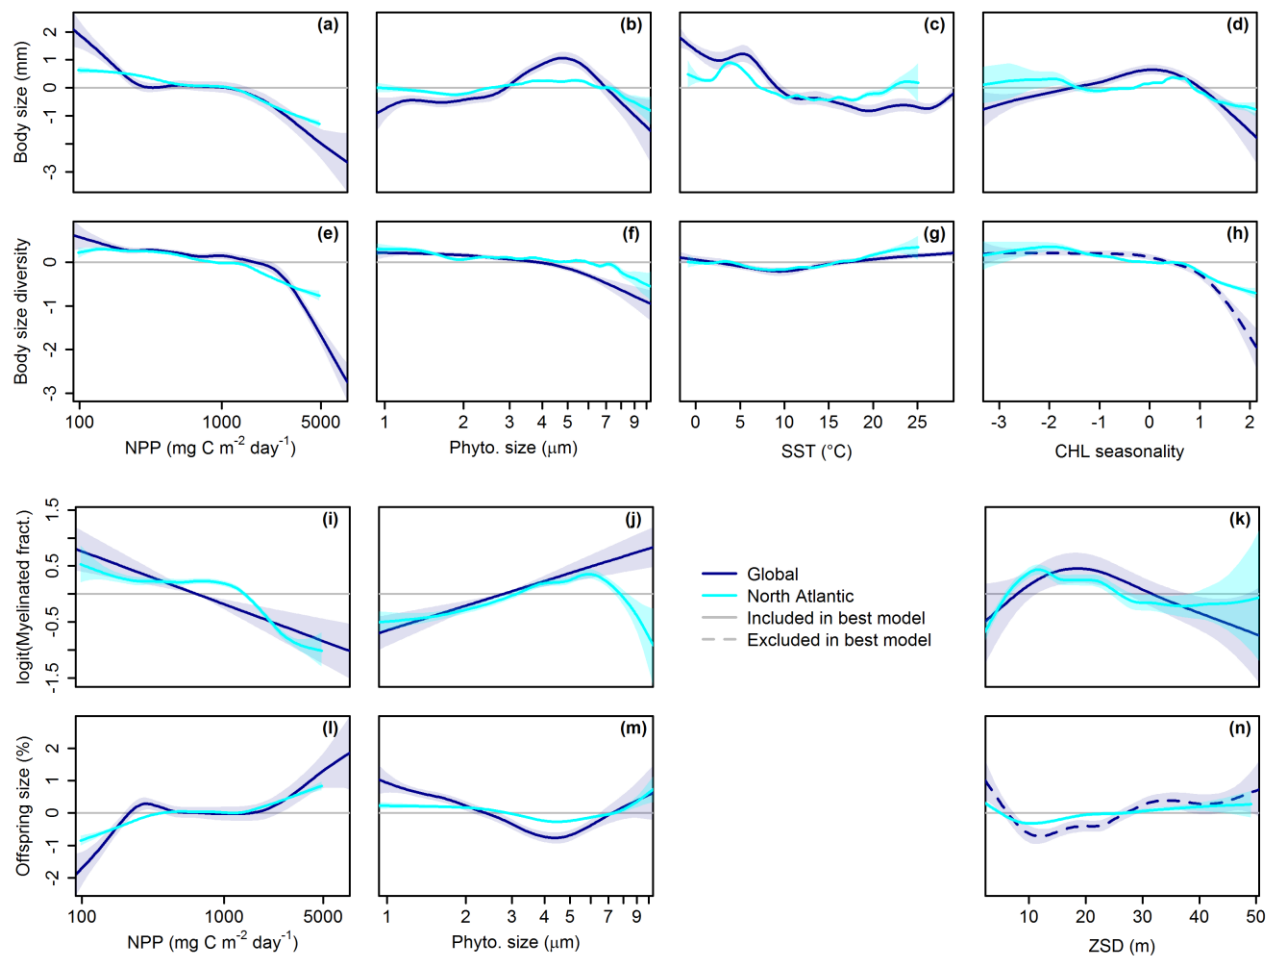 (a) (b) (c) (d)
Body size (mm)
2
1
0
-1
-3
(e) (f) (g) (h)
Body size diversity
0
-1
-2
-3
100 1000 5000 1 2 3 4 5 7 9 0 5 10 15 20 25 -3 -2 -1 0 1 2
NPP (mg C m⁻² day⁻¹) Phyto. size (μm) SST (°C) CHL seasonality
(i) (j) (k)
logit(Myelinated fract.)
1.5
0.5
-0.5
-1.5
Global
North Atlantic
Included in best model
Excluded in best model
(l) (m) (n)
Offspring size (%)
2
1
0
-1
-2
100 1000 5000 1 2 3 4 5 7 9 10 20 30 40 50
NPP (mg C m⁻² day⁻¹) Phyto. size (μm) ZSD (m)